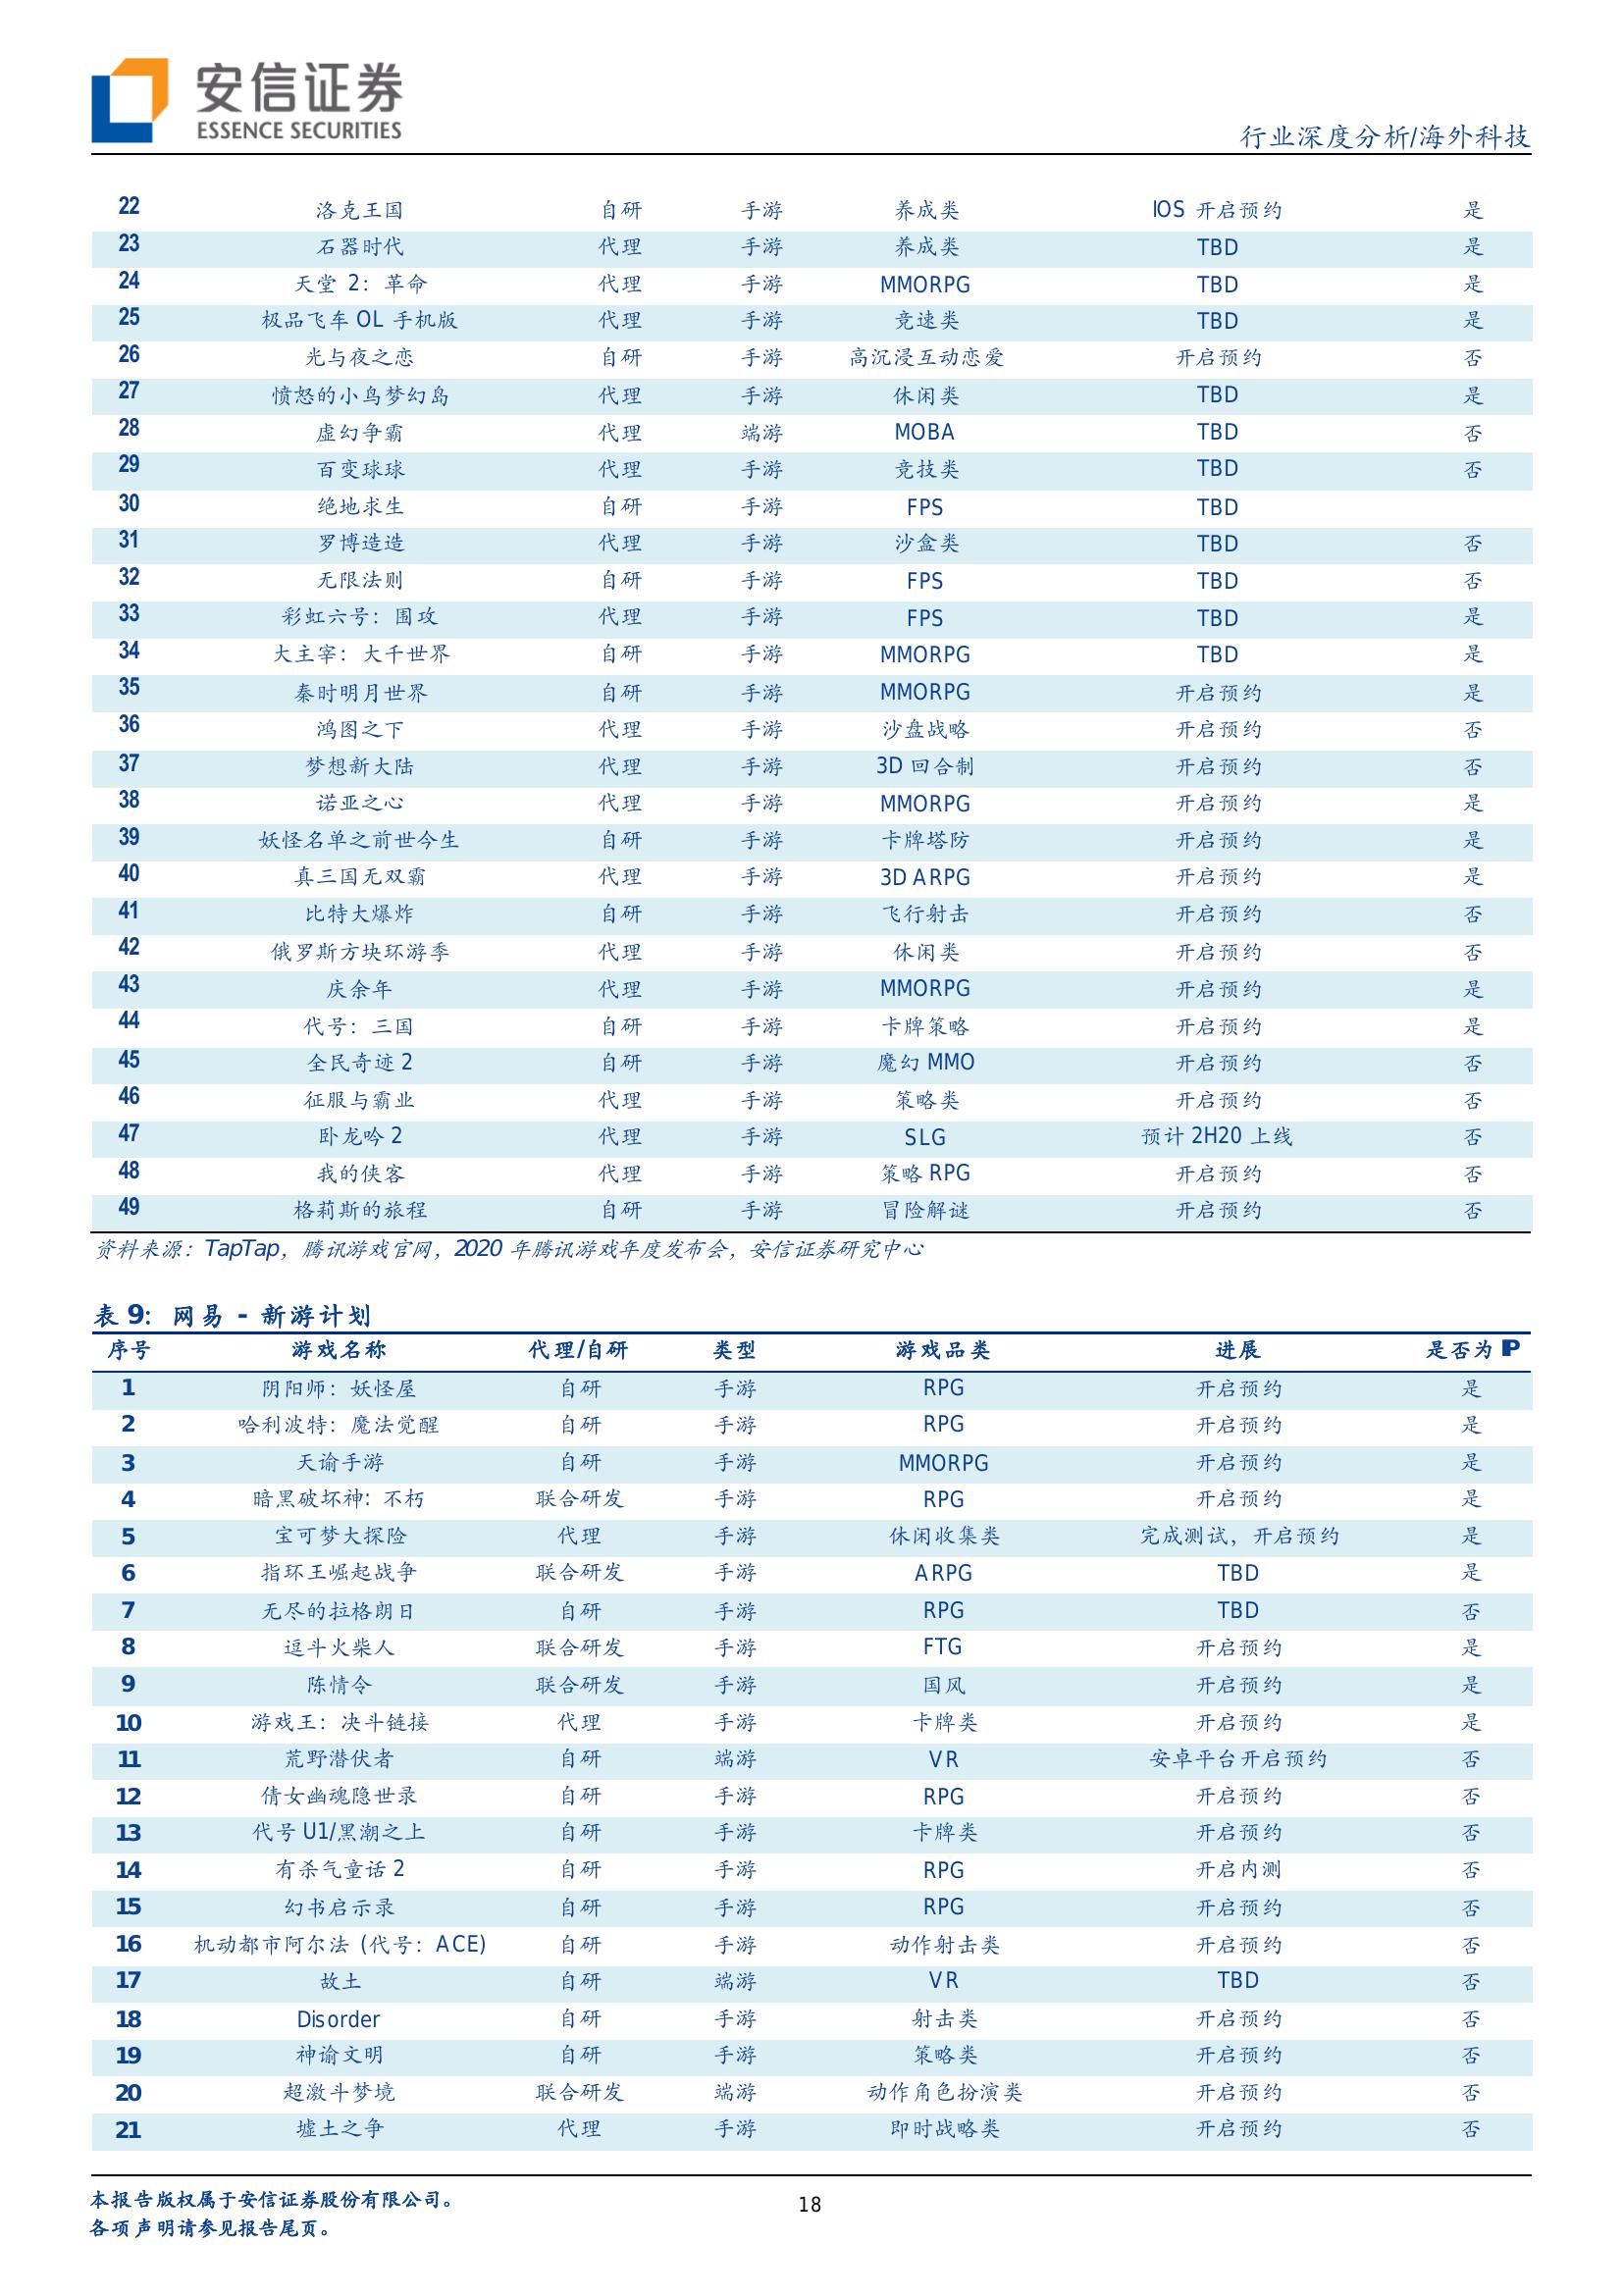 安信证券
ESSENCE SECURITIES
行业深度分析/海外科技
22 洛克王国 自研 手游 养成类 IOS 开启预约 是
23 石器时代 代理 手游 养成类 TBD 是
24 天堂 2：革命 代理 手游 MMORPG TBD 是
25 极品飞车 OL 手机版 代理 手游 竞速类 TBD 是
26 光与夜之恋 自研 手游 高沉浸互动恋爱 开启预约 否
27 愤怒的小鸟梦幻岛 代理 手游 休闲类 TBD 是
28 虚幻争霸 代理 端游 MOBA TBD 否
29 百变球球 代理 手游 竞技类 TBD 否
30 绝地求生 自研 手游 FPS TBD
31 罗博造造 代理 手游 沙盒类 TBD 否
32 无限法则 自研 手游 FPS TBD 否
33 彩虹六号：围攻 代理 手游 FPS TBD 是
34 大主宰：大千世界 自研 手游 MMORPG TBD 是
35 秦时明月世界 自研 手游 MMORPG 开启预约 是
36 鸿图之下 代理 手游 沙盘战略 开启预约 否
37 梦想新大陆 代理 手游 3D 回合制 开启预约 否
38 诺亚之心 代理 手游 MMORPG 开启预约 是
39 妖怪名单之前世今生 自研 手游 卡牌塔防 开启预约 是
40 真三国无双霸 代理 手游 3D ARPG 开启预约 是
41 比特大爆炸 自研 手游 飞行射击 开启预约 否
42 俄罗斯方块环游季 代理 手游 休闲类 开启预约 否
43 庆余年 代理 手游 MMORPG 开启预约 是
44 代号：三国 自研 手游 卡牌策略 开启预约 是
45 全民奇迹 2 自研 手游 魔幻 MMO 开启预约 否
46 征服与霸业 代理 手游 策略类 开启预约 否
47 卧龙吟 2 代理 手游 SLG 预计 2H20 上线 否
48 我的侠客 代理 手游 策略 RPG 开启预约 否
49 格莉斯的旅程 自研 手游 冒险解谜 开启预约 否
资料来源：TapTap，腾讯游戏官网，2020 年腾讯游戏年度发布会，安信证券研究中心
表 9：网易 - 新游计划
序号 游戏名称 代理/自研 类型 游戏品类 进展 是否为 IP
1 阴阳师：妖怪屋 自研 手游 RPG 开启预约 是
2 哈利波特：魔法觉醒 自研 手游 RPG 开启预约 是
3 天谕手游 自研 手游 MMORPG 开启预约 是
4 暗黑破坏神：不朽 联合研发 手游 RPG 开启预约 是
5 宝可梦大探险 代理 手游 休闲收集类 完成测试，开启预约 是
6 指环王崛起战争 联合研发 手游 ARPG TBD 是
7 无尽的拉格朗日 自研 手游 RPG TBD 否
8 逗斗火柴人 联合研发 手游 FTG 开启预约 是
9 陈情令 联合研发 手游 国风 开启预约 是
10 游戏王：决斗链接 代理 手游 卡牌类 开启预约 是
11 荒野潜伏者 自研 端游 VR 安卓平台开启预约 否
12 倩女幽魂隐世录 自研 手游 RPG 开启预约 否
13 代号 U1/黑潮之上 自研 手游 卡牌类 开启预约 否
14 有杀气童话 2 自研 手游 RPG 开启内测 否
15 幻书启示录 自研 手游 RPG 开启预约 否
16 机动都市阿尔法 (代号：ACE) 自研 手游 动作射击类 开启预约 否
17 故土 自研 端游 VR TBD 否
18 Disorder 自研 手游 射击类 开启预约 否
19 神谕文明 自研 手游 策略类 开启预约 否
20 超激斗梦境 联合研发 端游 动作角色扮演类 开启预约 否
21 墟土之争 代理 手游 即时战略类 开启预约 否
本报告版权属于安信证券股份有限公司。
18
各项声明请参见报告尾页。